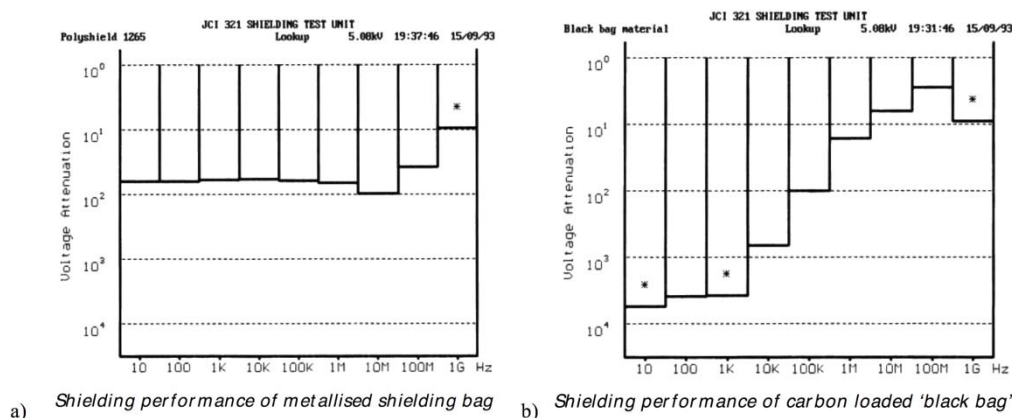 JCI 321 SHIELDING TEST UNIT
Polyshield 1265 Lookup 5.08kV 19:37:46 15/09/93
Voltage Attenuation
10⁰
10¹
10²
10³
10⁴
*
10 100 1K 10K 100K 1M 10M 100M 1G Hz
a) Shielding performance of metallised shielding bag
JCI 321 SHIELDING TEST UNIT
Black bag material Lookup 5.08kV 19:31:46 15/09/93
Voltage Attenuation
10⁰
10¹
10²
10³
10⁴
* * *
10 100 1K 10K 100K 1M 10M 100M 1G Hz
b) Shielding performance of carbon loaded 'black bag'